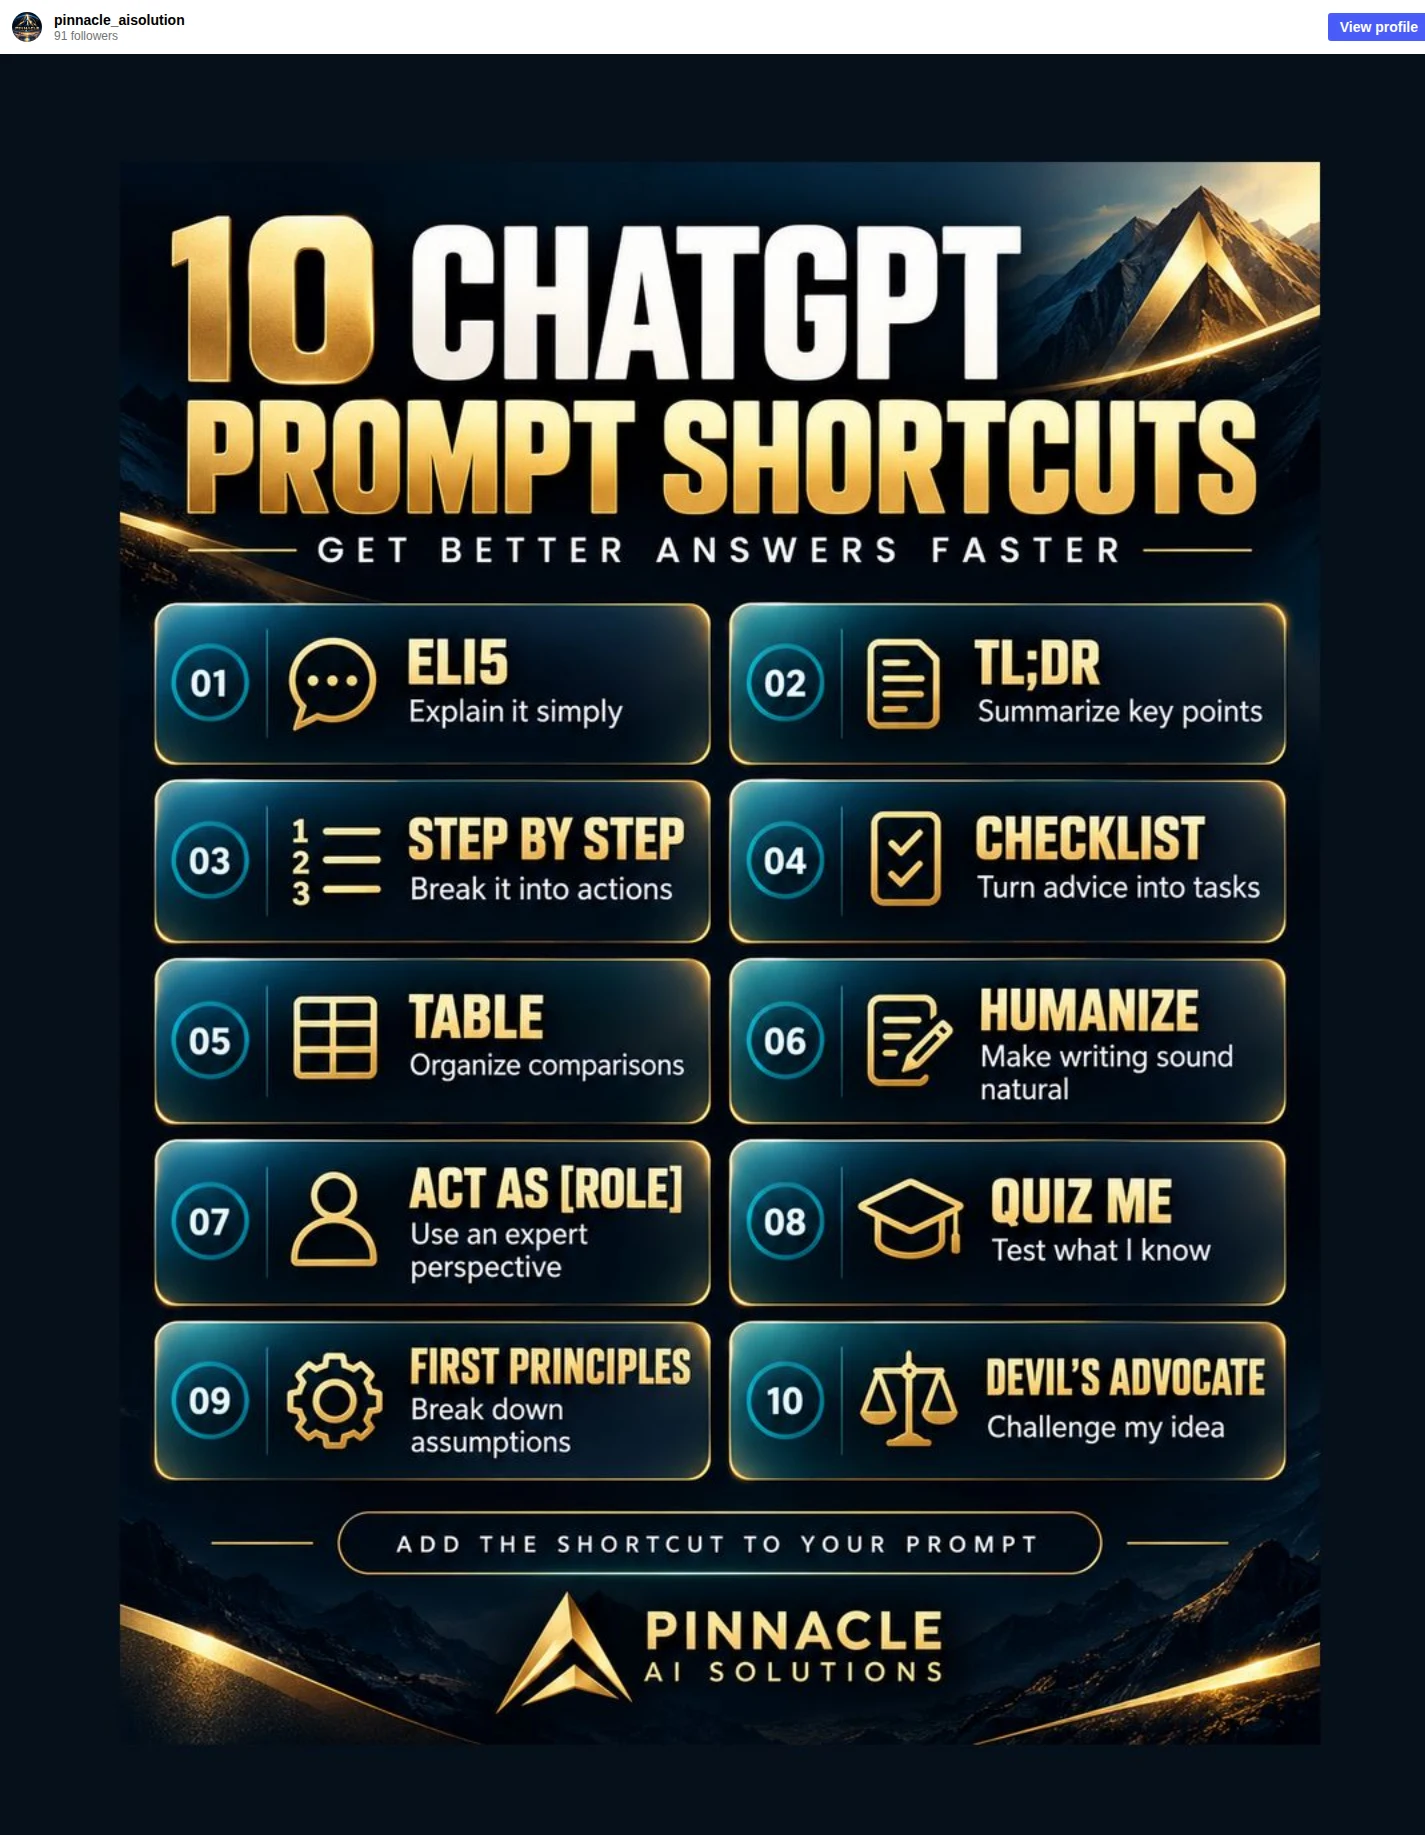 pinnacle_aisolution
91 followers
View profile
10 CHATGPT
PROMPT SHORTCUTS
GET BETTER ANSWERS FASTER
01
ELI5
Explain it simply
02
TL;DR
Summarize key points
03
1
2
3
STEP BY STEP
Break it into actions
04
CHECKLIST
Turn advice into tasks
05
TABLE
Organize comparisons
06
HUMANIZE
Make writing sound
natural
07
ACT AS [ROLE]
Use an expert
perspective
08
QUIZ ME
Test what I know
09
FIRST PRINCIPLES
Break down
assumptions
10
DEVIL'S ADVOCATE
Challenge my idea
ADD THE SHORTCUT TO YOUR PROMPT
PINNACLE
AI SOLUTIONS